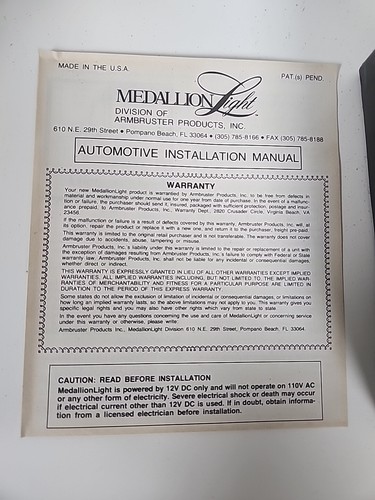 MADE IN THE U.S.A.
PAT.(s) PEND.
MEDALLION Light
DIVISION OF
ARMBRUSTER PRODUCTS, INC.
610 N.E. 29th Street • Pompano Beach, FL 33064 • (305) 785-8166 • FAX (305) 785-8188
AUTOMOTIVE INSTALLATION MANUAL
WARRANTY
Your new MedallionLight product is warrantied by Armbruster Products, Inc. to be free from defects in
material and workmanship under normal use for one year from date of purchase. In the event of a malfunc-
tion or failure, the purchaser should send it, insured, packaged with sufficient protection, postage and insur-
ance prepaid, to Armbruster Products, Inc., Warranty Dept., 2820 Crusader Circle, Virginia Beach, VA
23456
If the malfunction or failure is a result of defects covered by this warranty, Armbruster Products, Inc. will, at
its option, repair the product or replace it with a new one, and return it to the purchaser, freight pre-paid.
This warranty is limited to the original retail purchaser and is not transferable. The warranty does not cover
damage due to accidents, abuse, tampering or misuse.
Armbruster Products, Inc.'s liability under this warranty is limited to the repair or replacement of a unit with
the exception of damages resulting from Armbruster Products, Inc.'s failure to comply with Federal or State
warranty law. Armbruster Products, Inc. shall not be liable for any incidental or consequential damages,
whether direct or indirect.
THIS WARRANTY IS EXPRESSLY GRANTED IN LIEU OF ALL OTHER WARRANTIES EXCEPT IMPLIED
WARRANTIES. ALL IMPLIED WARRANTIES INCLUDING, BUT NOT LIMITED TO, THE IMPLIED WAR-
RANTIES OF MERCHANTABILITY AND FITNESS FOR A PARTICULAR PURPOSE ARE LIMITED IN
DURATION TO THE PERIOD OF THIS EXPRESS WARRANTY.
Some states do not allow the exclusion of limitation of incidental or consequential damages, or limitations on
how long an implied warranty lasts, so the above limitations may not apply to you; This warranty gives you
specific legal rights and you may also have other rights which vary from state to state.
In the event you have any questions concerning the use and care of MedallionLight or concerning service
under this warranty or otherwise, please write:
Armbruster Products Inc., MedallionLight Division 610 N.E. 29th Street, Pompano Beach, FL 33064.
CAUTION: READ BEFORE INSTALLATION
MedallionLight is powered by 12V DC only and will not operate on 110V AC
or any other form of electricity. Severe electrical shock or death may occur
if electrical current other than 12V DC is used. If in doubt, obtain informa-
tion from a licensed electrician before installation.